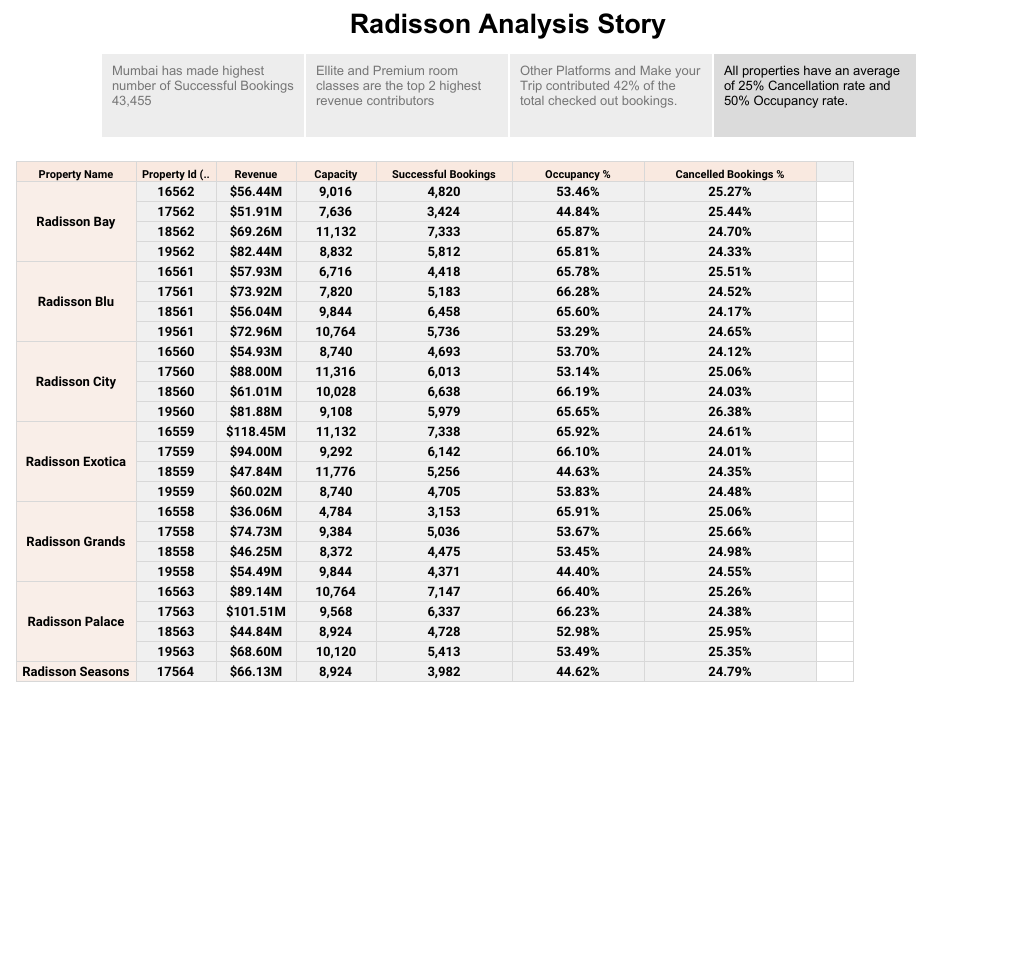 Radisson Analysis Story
Mumbai has made highest
number of Successful Bookings
43,455
Ellite and Premium room
classes are the top 2 highest
revenue contributors
Other Platforms and Make your
Trip contributed 42% of the
total checked out bookings.
All properties have an average
of 25% Cancellation rate and
50% Occupancy rate.
Property Name Property Id (.. Revenue Capacity Successful Bookings Occupancy % Cancelled Bookings %
Radisson Bay
16562 $56.44M 9,016 4,820 53.46% 25.27%
17562 $51.91M 7,636 3,424 44.84% 25.44%
18562 $69.26M 11,132 7,333 65.87% 24.70%
19562 $82.44M 8,832 5,812 65.81% 24.33%
Radisson Blu
16561 $57.93M 6,716 4,418 65.78% 25.51%
17561 $73.92M 7,820 5,183 66.28% 24.52%
18561 $56.04M 9,844 6,458 65.60% 24.17%
19561 $72.96M 10,764 5,736 53.29% 24.65%
Radisson City
16560 $54.93M 8,740 4,693 53.70% 24.12%
17560 $88.00M 11,316 6,013 53.14% 25.06%
18560 $61.01M 10,028 6,638 66.19% 24.03%
19560 $81.88M 9,108 5,979 65.65% 26.38%
Radisson Exotica
16559 $118.45M 11,132 7,338 65.92% 24.61%
17559 $94.00M 9,292 6,142 66.10% 24.01%
18559 $47.84M 11,776 5,256 44.63% 24.35%
19559 $60.02M 8,740 4,705 53.83% 24.48%
Radisson Grands
16558 $36.06M 4,784 3,153 65.91% 25.06%
17558 $74.73M 9,384 5,036 53.67% 25.66%
18558 $46.25M 8,372 4,475 53.45% 24.98%
19558 $54.49M 9,844 4,371 44.40% 24.55%
Radisson Palace
16563 $89.14M 10,764 7,147 66.40% 25.26%
17563 $101.51M 9,568 6,337 66.23% 24.38%
18563 $44.84M 8,924 4,728 52.98% 25.95%
19563 $68.60M 10,120 5,413 53.49% 25.35%
Radisson Seasons 17564 $66.13M 8,924 3,982 44.62% 24.79%